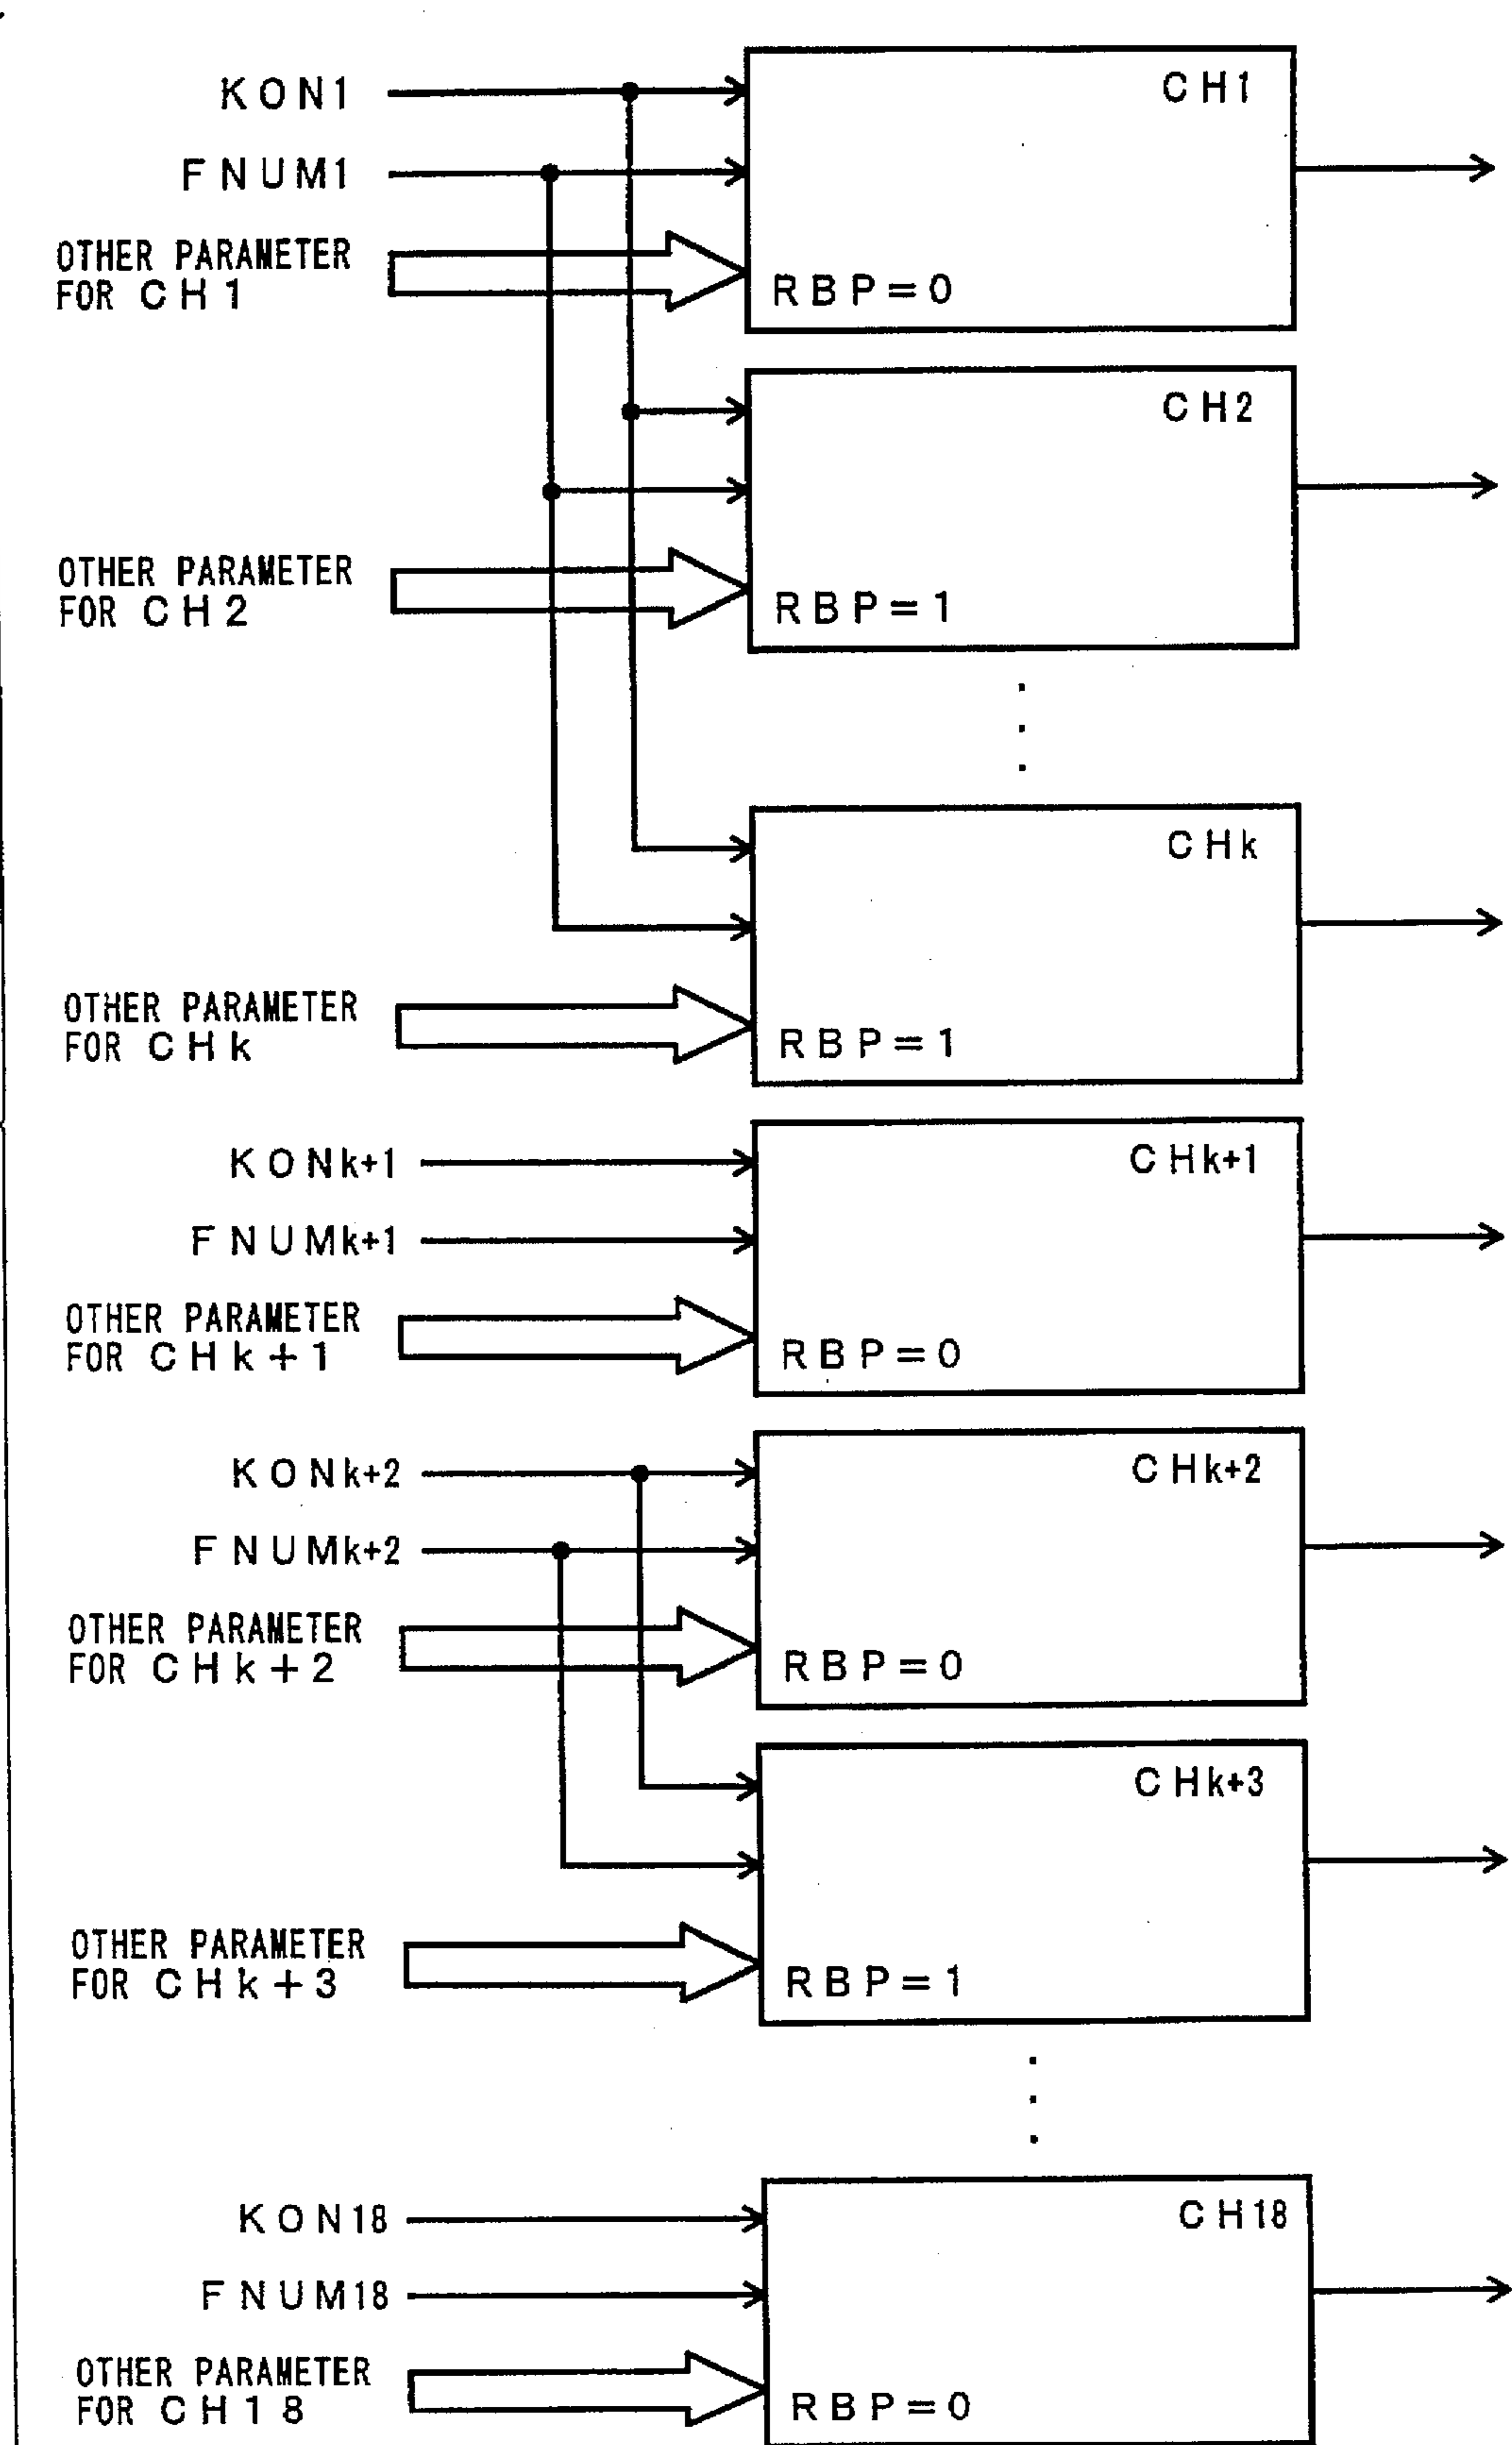 KON1
CH1
FNUM1
OTHER PARAMETER
FOR CH1
RBP=0
CH2
OTHER PARAMETER
FOR CH2
RBP=1
CHk
OTHER PARAMETER
FOR CHk
RBP=1
KONk+1
CHk+1
FNUMk+1
OTHER PARAMETER
FOR CHk+1
RBP=0
KONk+2
CHk+2
FNUMk+2
OTHER PARAMETER
FOR CHk+2
RBP=0
CHk+3
OTHER PARAMETER
FOR CHk+3
RBP=1
KON18
CH18
FNUM18
OTHER PARAMETER
FOR CH18
RBP=0